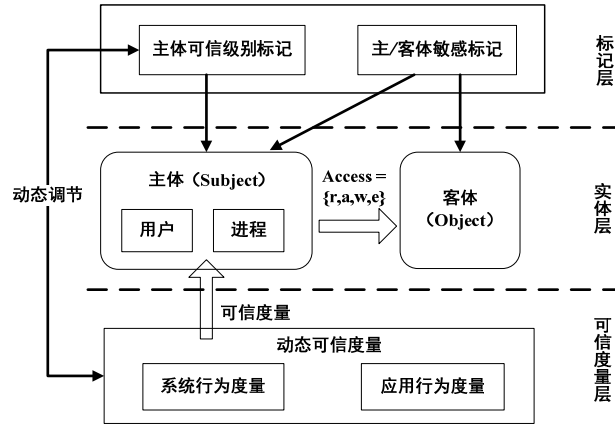 主体可信级别标记
主/客体敏感标记
标记层
动态调节
主体（Subject）
用户
进程
Access =
{r,a,w,e}
客体
（Object）
实体层
可信度量
动态可信度量
系统行为度量
应用行为度量
可信度量层